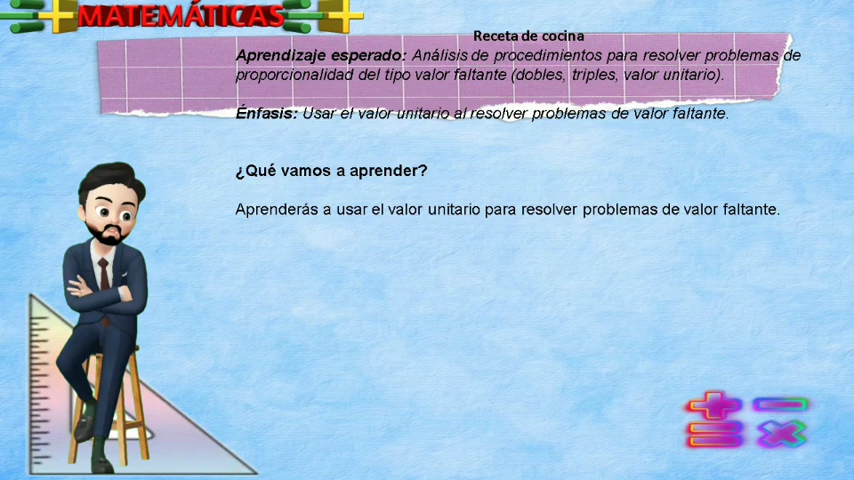 MATEMÁTICAS
Receta de cocina
Aprendizaje esperado: Análisis de procedimientos para resolver problemas de
proporcionalidad del tipo valor faltante (dobles, triples, valor unitario).
Énfasis: Usar el valor unitario al resolver problemas de valor faltante.
¿Qué vamos a aprender?
Aprenderás a usar el valor unitario para resolver problemas de valor faltante.